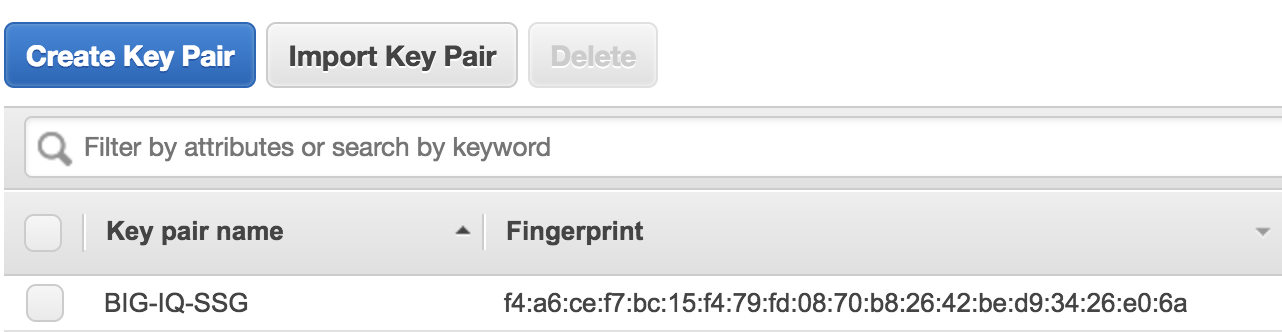 Create Key Pair Import Key Pair Delete
Filter by attributes or search by keyword
Key pair name Fingerprint
BIG-IQ-SSG f4:a6:ce:f7:bc:15:f4:79:fd:08:70:b8:26:42:be:d9:34:26:e0:6a